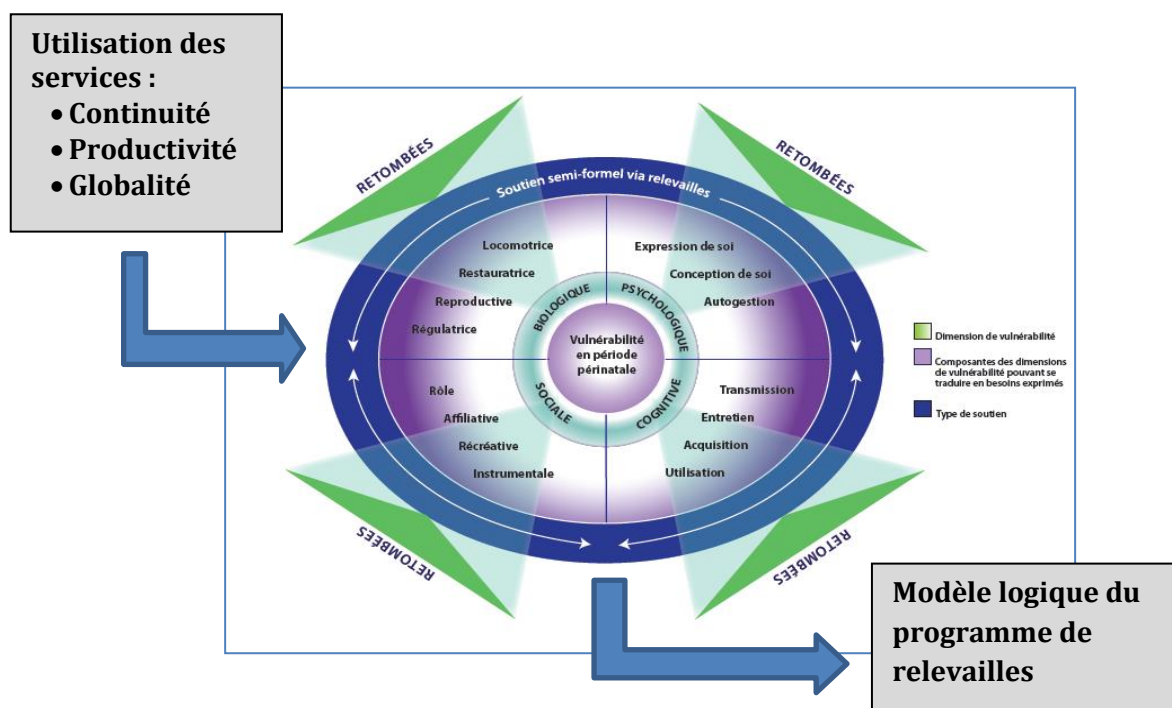 Utilisation des
services :
• Continuité
• Productivité
• Globalité
RETOMBÉES
RETOMBÉES
Soutien semi-formel via relevailles
Locomotrice
Restauratrice
Reproductive
Régulatrice
Expression de soi
Conception de soi
Autogestion
BIOLOGIQUE
PSYCHOLOGIQUE
Vulnérabilité
en période
périnatale
SOCIALE
COGNITIVE
Rôle
Affiliative
Récréative
Instrumentale
Transmission
Entretien
Acquisition
Utilisation
Dimension de vulnérabilité
Composantes des dimensions
de vulnérabilité pouvant se
traduire en besoins exprimés
Type de soutien
RETOMBÉES
RETOMBÉES
Modèle logique du
programme de
relevailles